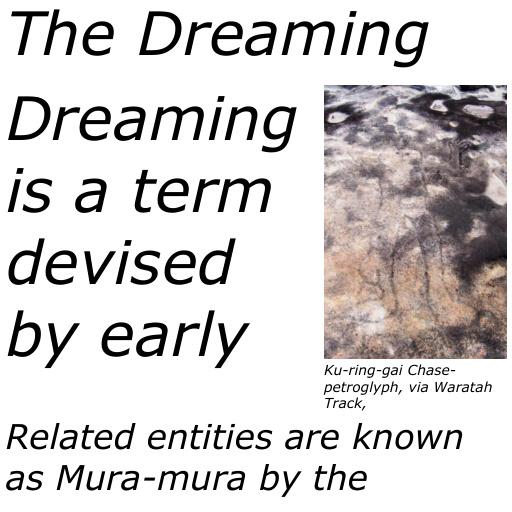 The Dreaming
Dreaming
is a term
devised
by early
Ku-ring-gai Chase-
petroglyph, via Waratah
Track,
Related entities are known
as Mura-mura by the